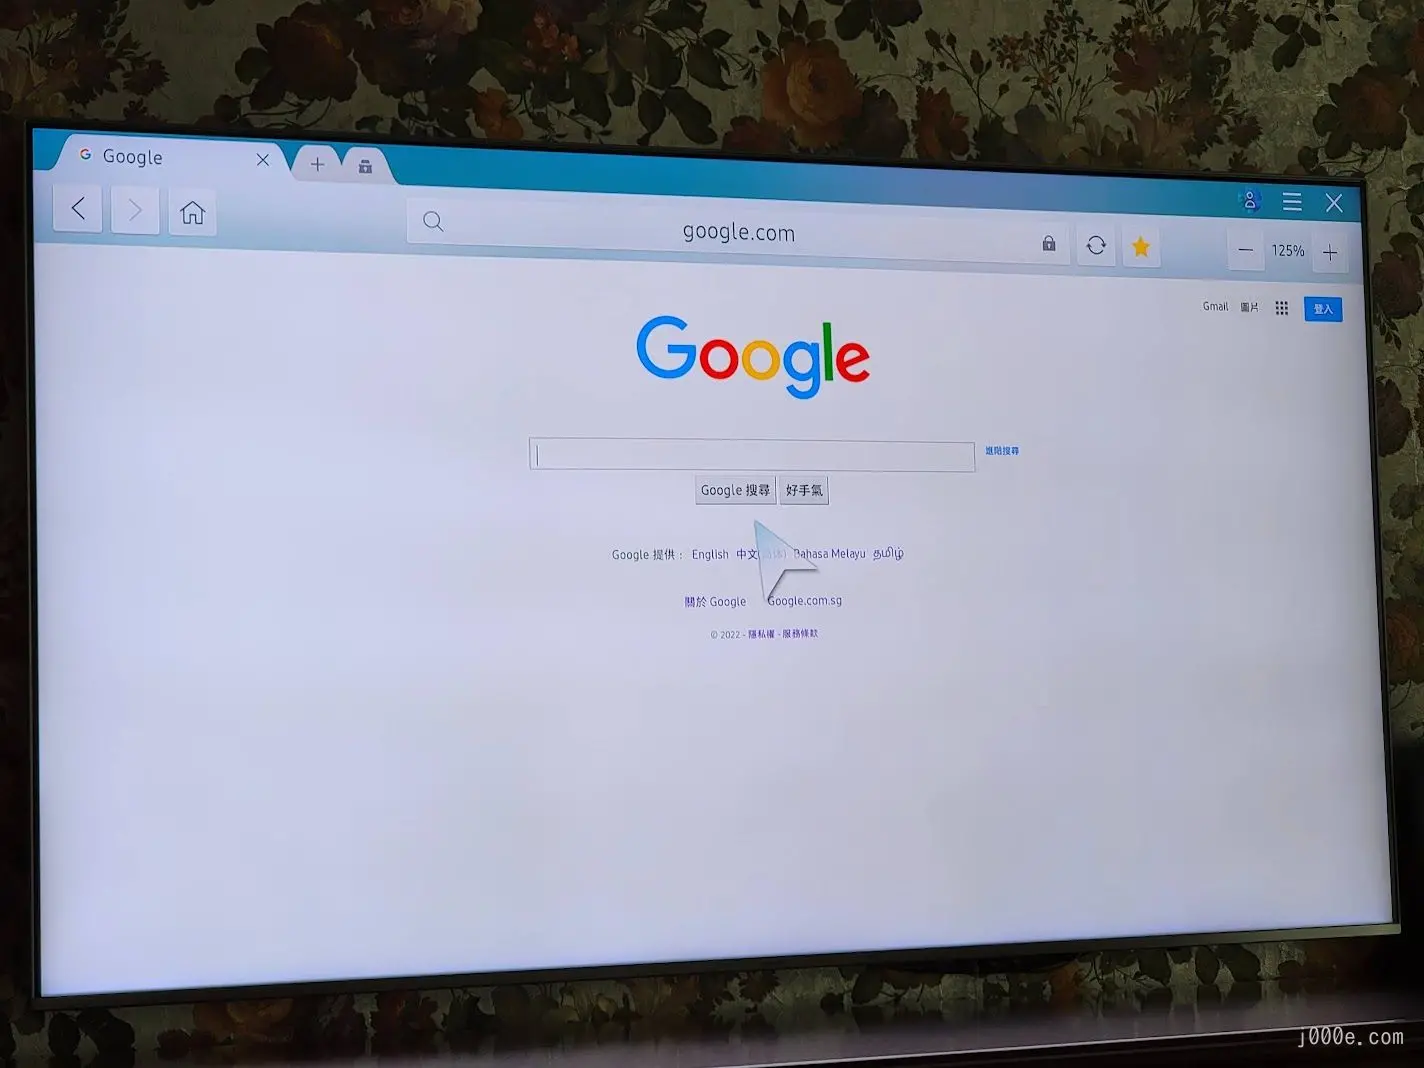 Google
google.com
125%
Gmail 圖片 登入
Google
進階搜尋
Google 搜尋 好手氣
Google 提供： English 中文(简体) Bahasa Melayu தமிழ்
關於 Google Google.com.sg
© 2022 - 隱私權 - 服務條款
j000e.com